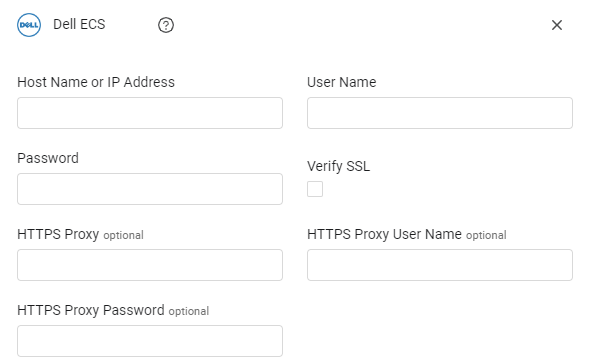 DELL Dell ECS ?
Host Name or IP Address
User Name
Password
Verify SSL
HTTPS Proxy optional
HTTPS Proxy User Name optional
HTTPS Proxy Password optional